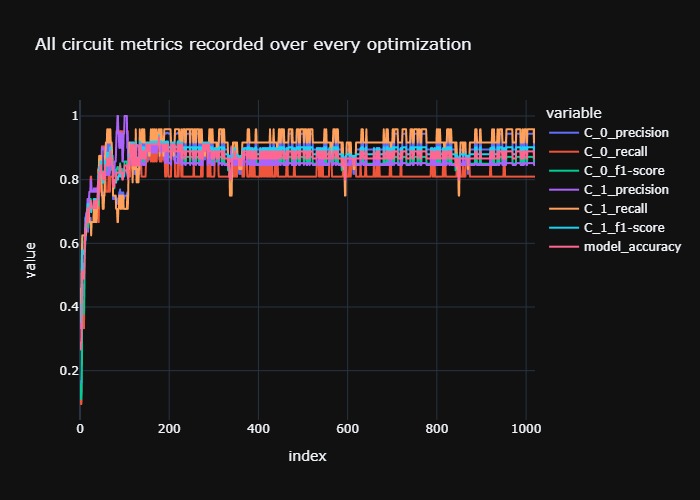 All circuit metrics recorded over every optimization
variable
C_0_precision
C_0_recall
C_0_f1-score
C_1_precision
C_1_recall
C_1_f1-score
model_accuracy
value
1
0.8
0.6
0.4
0.2
0 200 400 600 800 1000
index